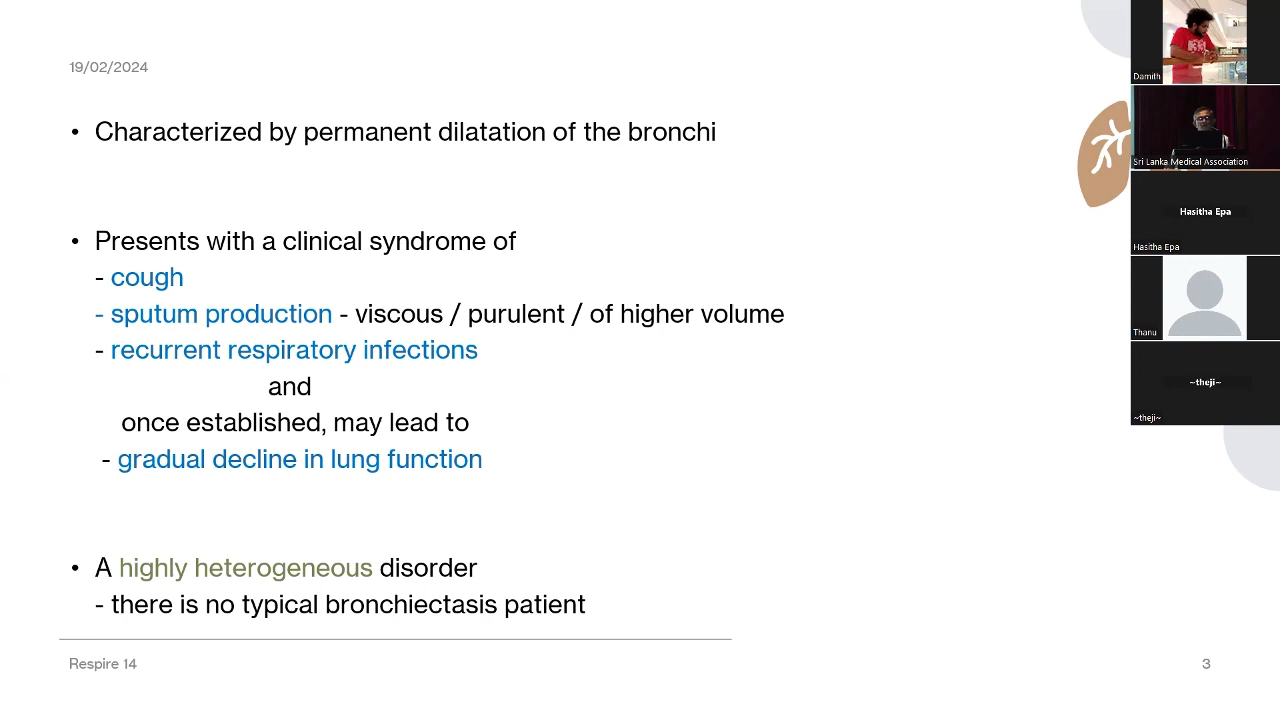 19/02/2024
• Characterized by permanent dilatation of the bronchi
• Presents with a clinical syndrome of
- cough
- sputum production - viscous / purulent / of higher volume
- recurrent respiratory infections
and
once established, may lead to
- gradual decline in lung function
• A highly heterogeneous disorder
- there is no typical bronchiectasis patient
Respire 14
3
Damith
Sri Lanka Medical Association
Hasitha Epa
Hasitha Epa
Thanu
~theji~
~theji~